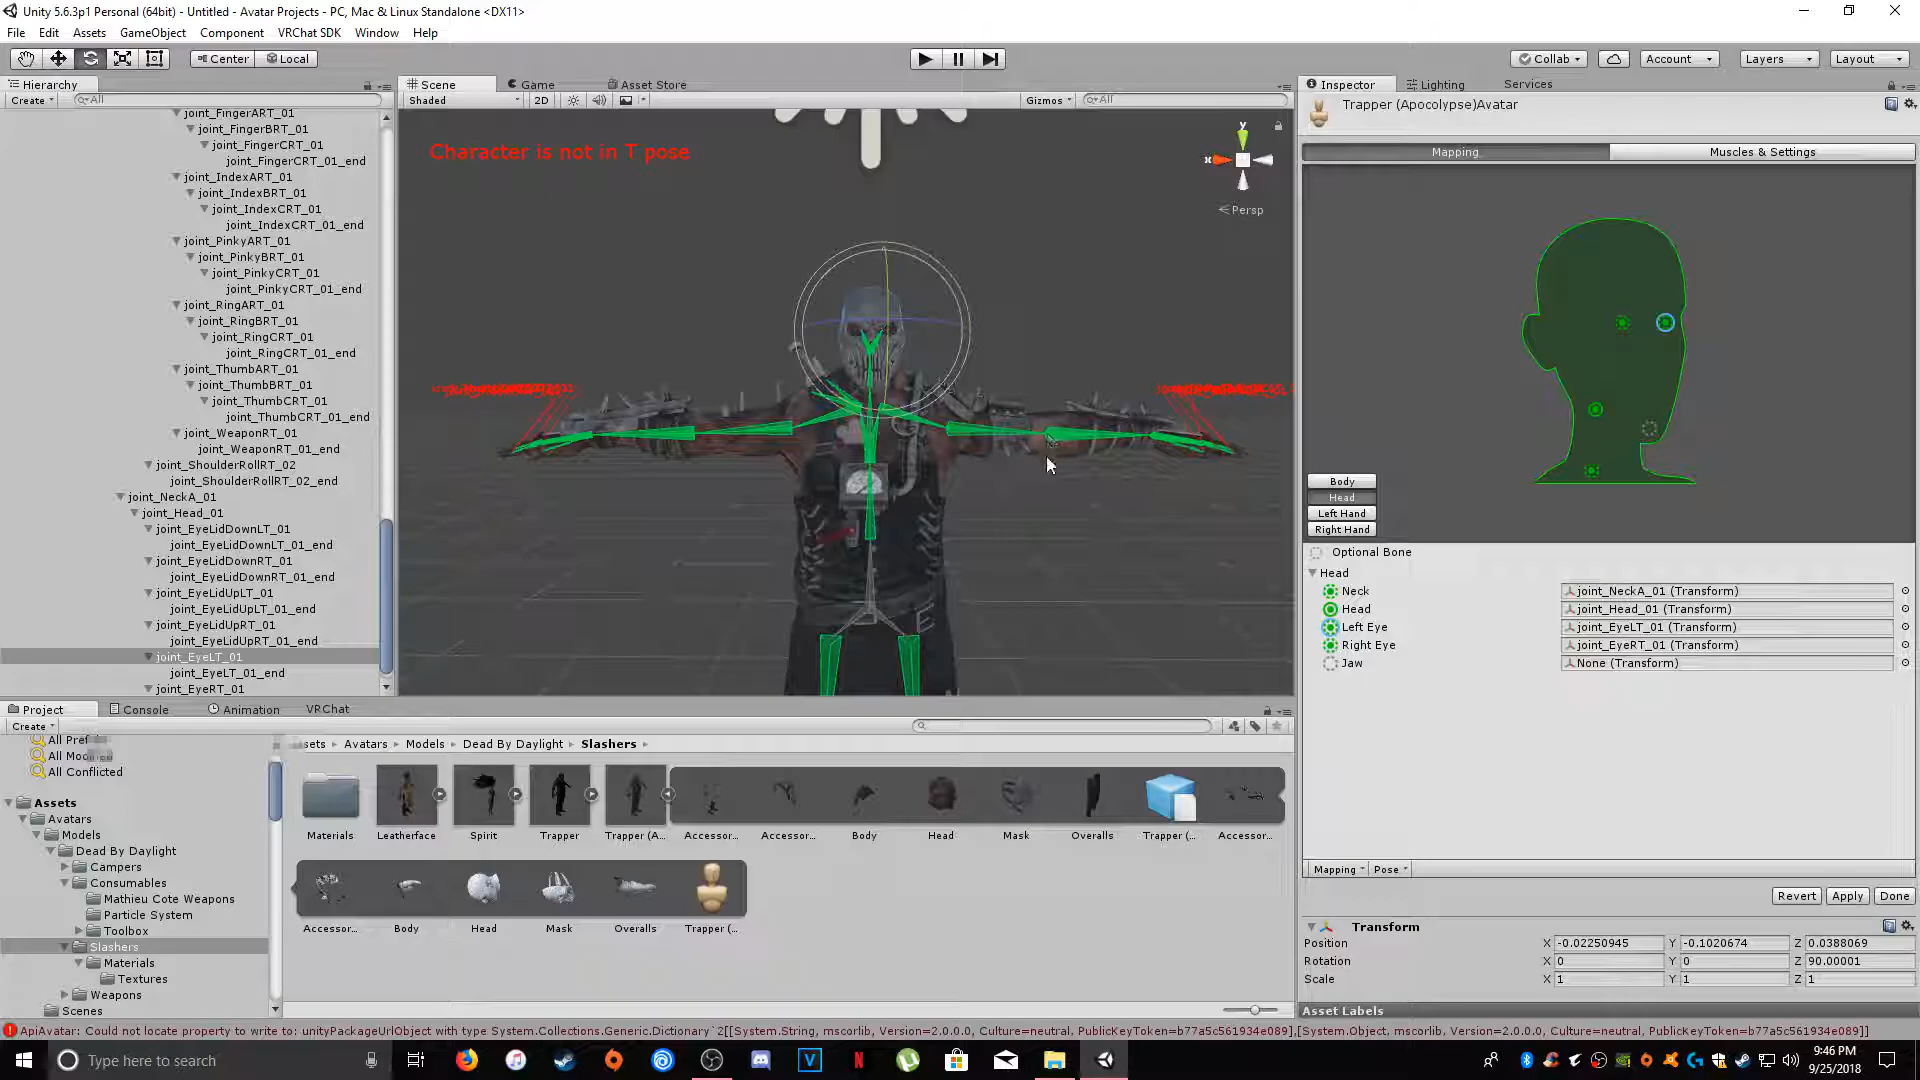 Unity 5.6.3p1 Personal (64bit) - Untitled - Avatar Projects - PC, Mac & Linux Standalone <DX11>
File Edit Assets GameObject Component VRChat SDK Window Help
Center Local Collab Account Layers Layout
Hierarchy
Create All
joint_FingerART_01
joint_FingerBRT_01
joint_FingerCRT_01
joint_FingerCRT_01_end
joint_IndexART_01
joint_IndexBRT_01
joint_IndexCRT_01
joint_IndexCRT_01_end
joint_PinkyART_01
joint_PinkyBRT_01
joint_PinkyCRT_01
joint_PinkyCRT_01_end
joint_RingART_01
joint_RingBRT_01
joint_RingCRT_01
joint_RingCRT_01_end
joint_ThumbART_01
joint_ThumbBRT_01
joint_ThumbCRT_01
joint_ThumbCRT_01_end
joint_WeaponRT_01
joint_WeaponRT_01_end
joint_ShoulderRollRT_02
joint_ShoulderRollRT_02_end
joint_NeckA_01
joint_Head_01
joint_EyeLidDownLT_01
joint_EyeLidDownLT_01_end
joint_EyeLidDownRT_01
joint_EyeLidDownRT_01_end
joint_EyeLidUpLT_01
joint_EyeLidUpLT_01_end
joint_EyeLidUpRT_01
joint_EyeLidUpRT_01_end
joint_EyeLT_01
joint_EyeLT_01_end
joint_EyeRT_01
Scene Game Asset Store
Shaded 2D Gizmos All
Character is not in T pose
y
x
Persp
Inspector Lighting Services
Trapper (Apocolypse)Avatar
Mapping Muscles & Settings
Body
Head
Left Hand
Right Hand
Optional Bone
Head
Neck joint_NeckA_01 (Transform)
Head joint_Head_01 (Transform)
Left Eye joint_EyeLT_01 (Transform)
Right Eye joint_EyeRT_01 (Transform)
Jaw None (Transform)
Mapping Pose
Revert Apply Done
Transform
Position X -0.02250945 Y -0.1020674 Z 0.0388069
Rotation X 0 Y 0 Z 90.00001
Scale X 1 Y 1 Z 1
Asset Labels
Project Console Animation VRChat
Create
All Pref
All Mo
All Conflicted
Assets
Avatars
Models
Dead By Daylight
Campers
Consumables
Mathieu Cote Weapons
Particle System
Toolbox
Slashers
Materials
Textures
Weapons
Scenes
sets Avatars Models Dead By Daylight Slashers
Materials Leatherface Spirit Trapper Trapper (A... Accessor... Accessor... Body Head Mask Overalls Trapper (... Accessor...
Accessor... Body Head Mask Overalls Trapper (...
ApiAvatar: Could not locate property to write to: unityPackageUrlObject with type System.Collections.Generic.Dictionary`2[[System.String, mscorlib, Version=2.0.0.0, Culture=neutral, PublicKeyToken=b77a5c561934e089],[System.Object, mscorlib, Version=2.0.0.0, Culture=neutral, PublicKeyToken=b77a5c561934e089]]
Type here to search
9:46 PM
9/25/2018